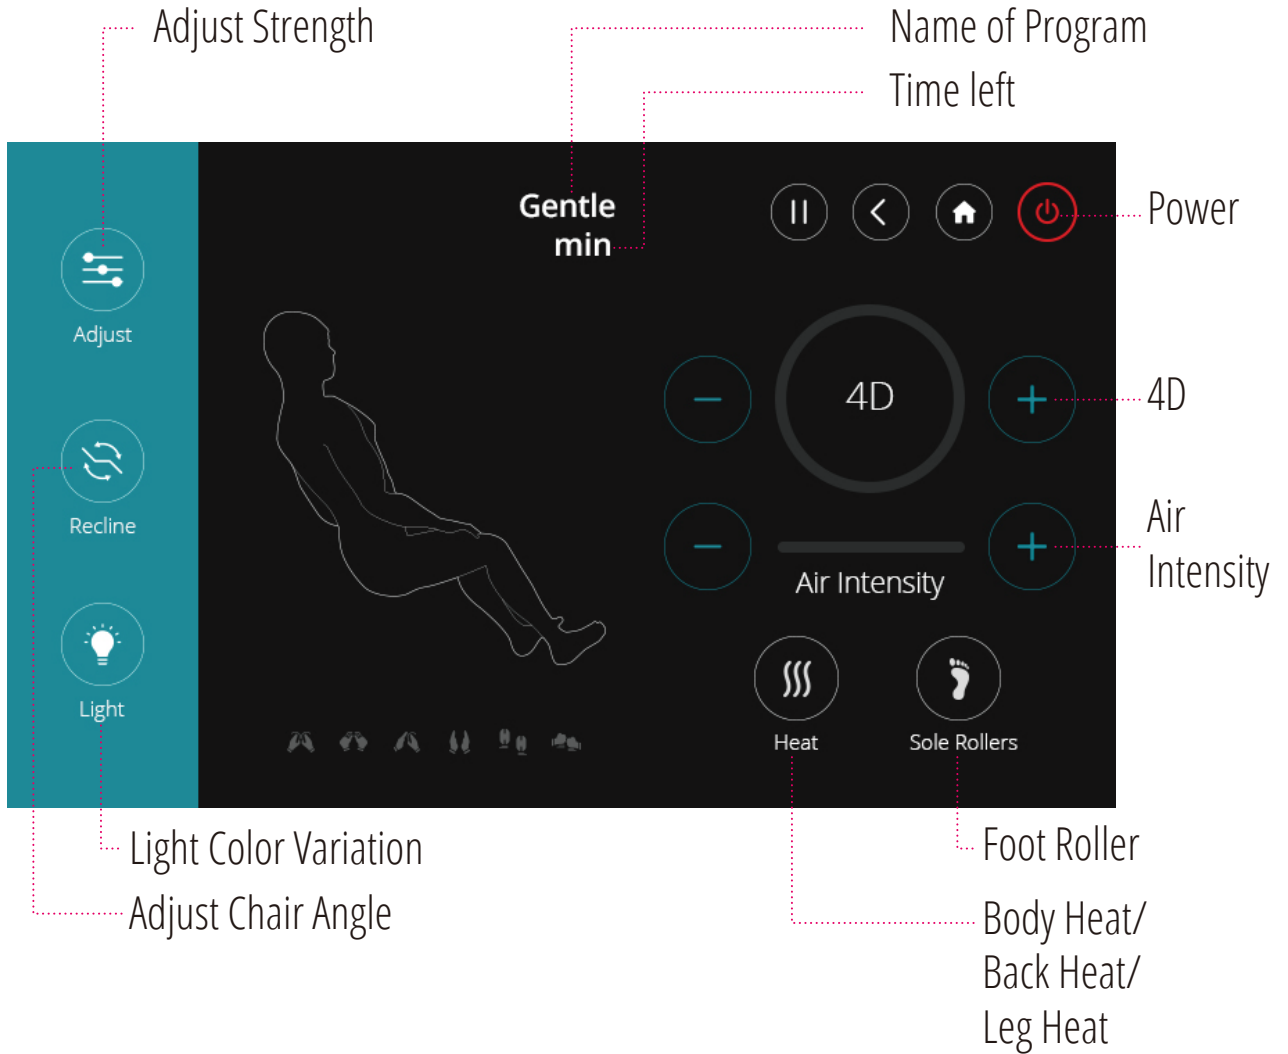 Adjust Strength
Name of Program
Time left
Gentle
min
Power
Adjust
4D
4D
Recline
Air
Intensity
Air Intensity
Light
Heat
Sole Rollers
Light Color Variation
Foot Roller
Adjust Chair Angle
Body Heat/
Back Heat/
Leg Heat